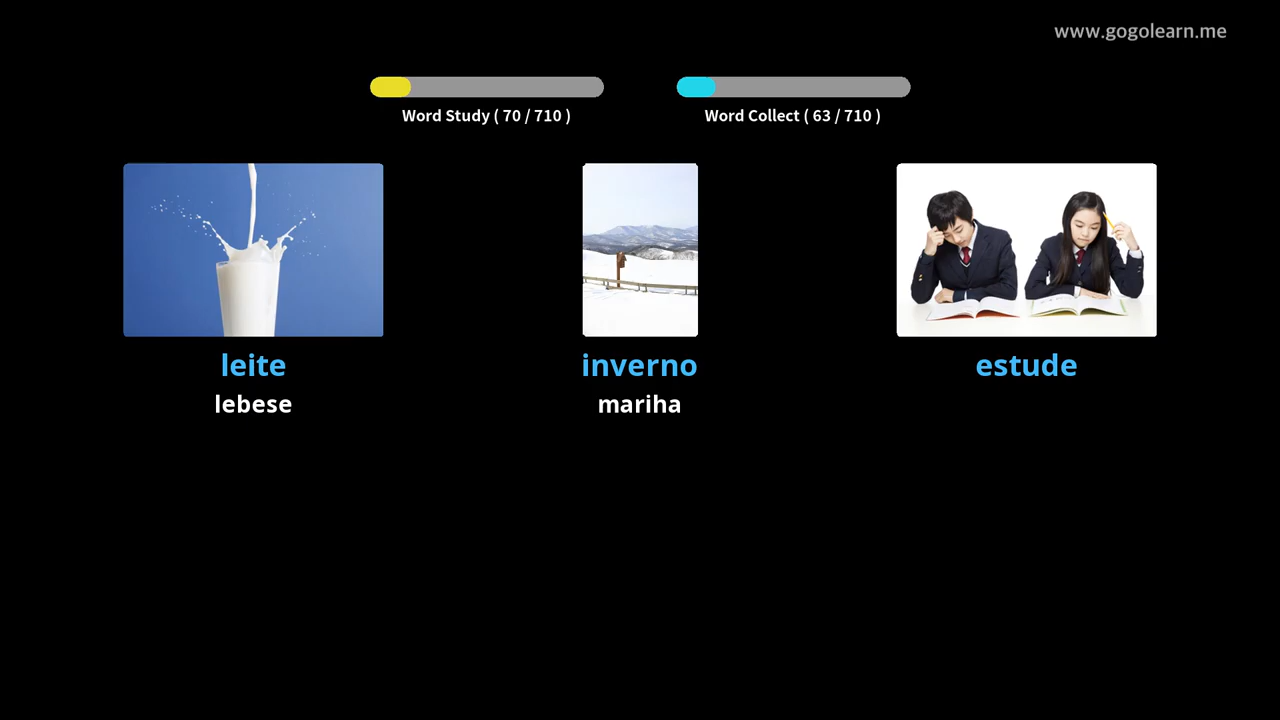 www.gogolearn.me
Word Study ( 70 / 710 )
Word Collect ( 63 / 710 )
leite
lebese
inverno
mariha
estude